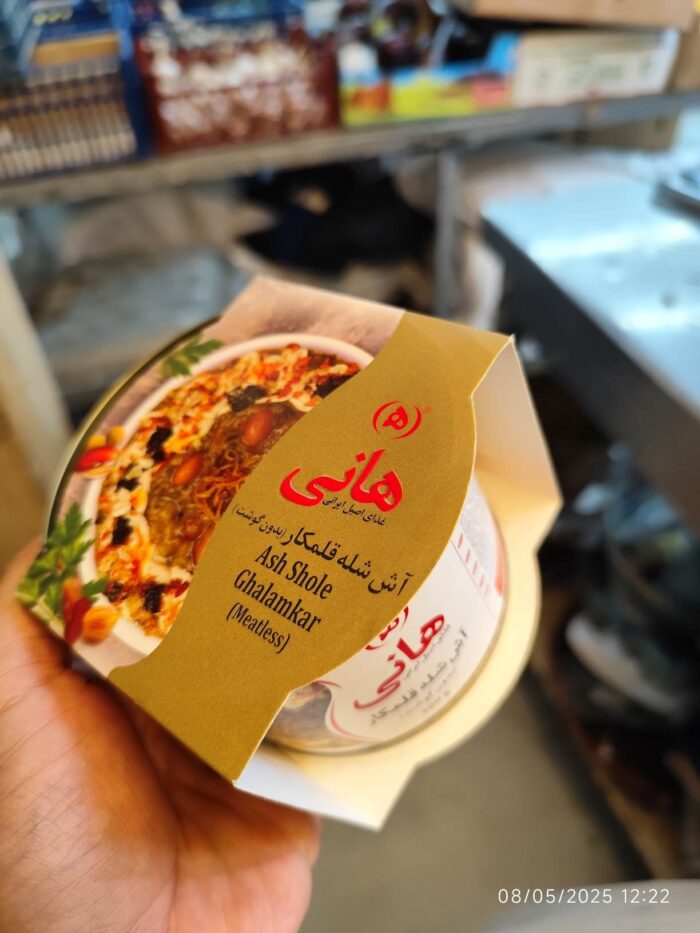 ه
هانی
غذای اصیل ایرانی
آش شله قلمکار (بدون گوشت)
Ash Shole
Ghalamkar
(Meatless)
هانی
آش شله قلمکار
08/05/2025 12:22